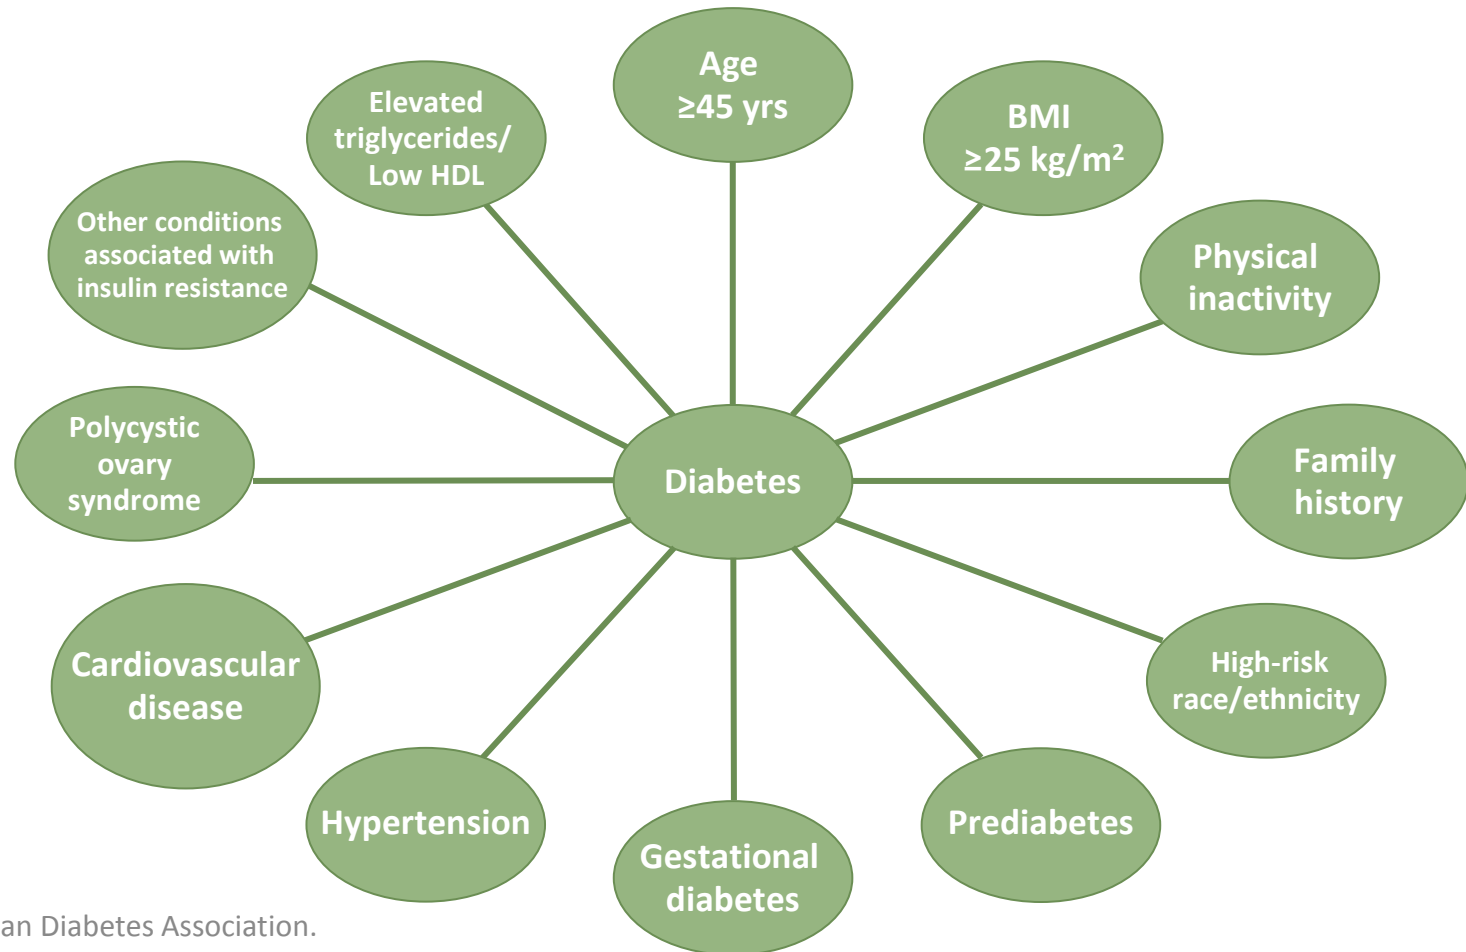 Age
≥45 yrs
BMI
≥25 kg/m²
Physical
inactivity
Family
history
High-risk
race/ethnicity
Prediabetes
Gestational
diabetes
Hypertension
Cardiovascular
disease
Polycystic
ovary
syndrome
Other conditions
associated with
insulin resistance
Elevated
triglycerides/
Low HDL
Diabetes
an Diabetes Association.